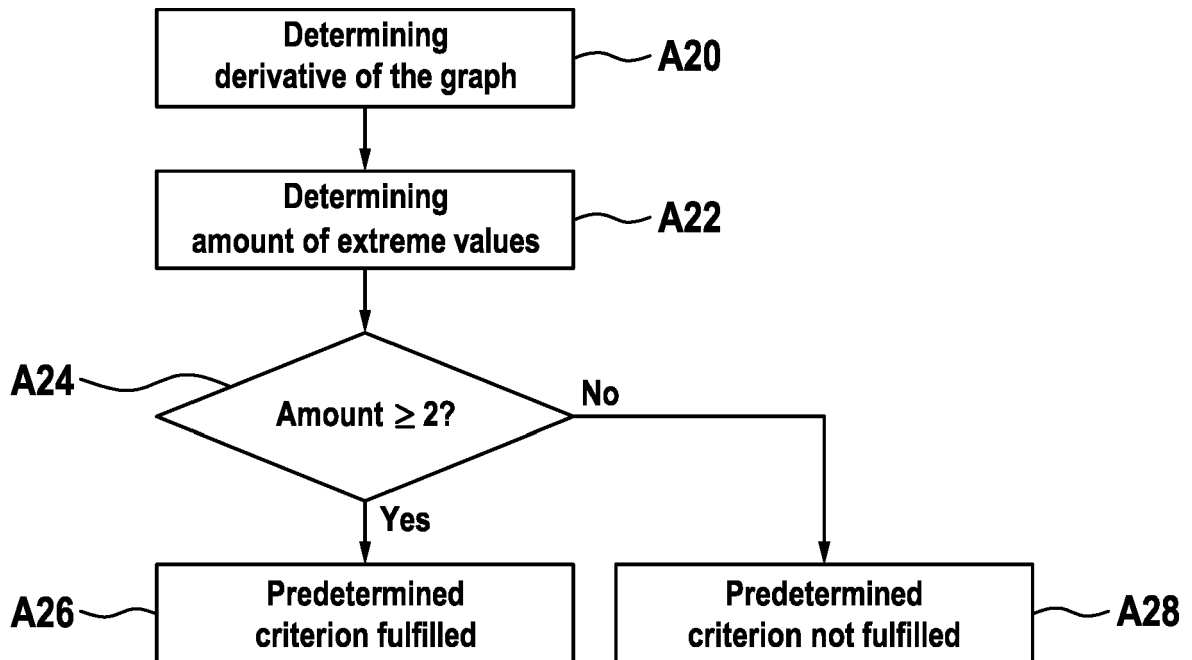 Determining
derivative of the graph
A20
Determining
amount of extreme values
A22
A24
Amount ≥ 2?
No
Yes
A26
Predetermined
criterion fulfilled
Predetermined
criterion not fulfilled
A28